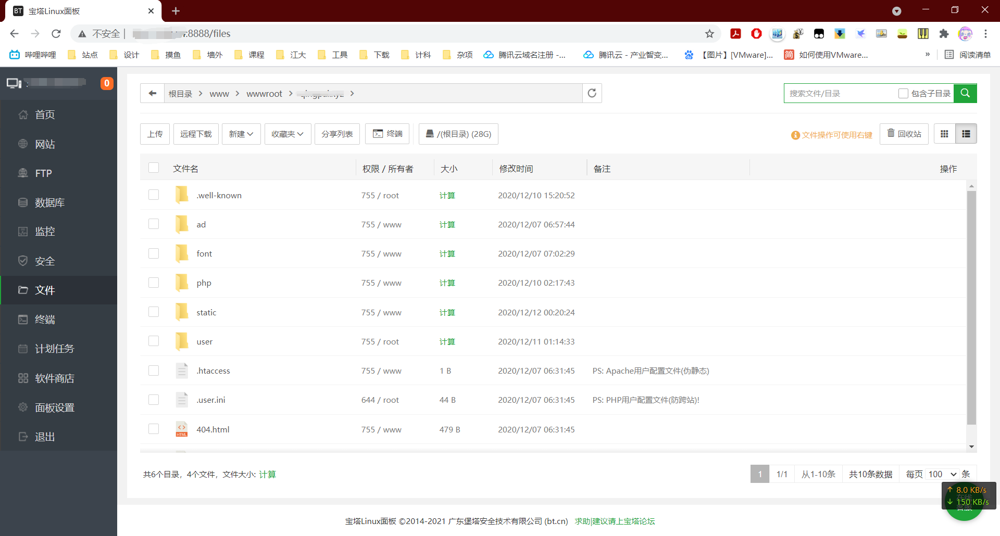 BT 宝塔Linux面板
不安全 | :8888/files
哔哩哔哩 站点 设计 摸鱼 墙外 课程 江大 工具 下载 计科 杂项 腾讯云域名注册 -... 腾讯云 - 产业智变... 【图片】[VMware]... 简 如何使用VMware... » 阅读清单
0
首页
网站
FTP
数据库
监控
安全
文件
终端
计划任务
软件商店
面板设置
退出
根目录 www wwwroot
搜索文件/目录 包含子目录
上传 远程下载 新建 收藏夹 分享列表 终端 /(根目录) (28G) 文件操作可使用右键 回收站
文件名 权限 / 所有者 大小 修改时间 备注 操作
.well-known 755 / root 计算 2020/12/10 15:20:52
ad 755 / www 计算 2020/12/07 06:57:44
font 755 / www 计算 2020/12/07 07:02:29
php 755 / www 计算 2020/12/10 02:17:43
static 755 / www 计算 2020/12/12 00:20:24
user 755 / root 计算 2020/12/11 01:14:33
.htaccess 755 / www 1 B 2020/12/07 06:31:45 PS: Apache用户配置文件(伪静态)
.user.ini 644 / root 44 B 2020/12/07 06:31:45 PS: PHP用户配置文件(防跨站)!
HTML 404.html 755 / www 479 B 2020/12/07 06:31:45
共6个目录，4个文件，文件大小: 计算
1 1/1 从1-10条 共10条数据 每页 100 条
↑ 8.0 KB/s
↓ 150 KB/s
宝塔Linux面板 ©2014-2021 广东堡塔安全技术有限公司 (bt.cn) 求助|建议请上宝塔论坛